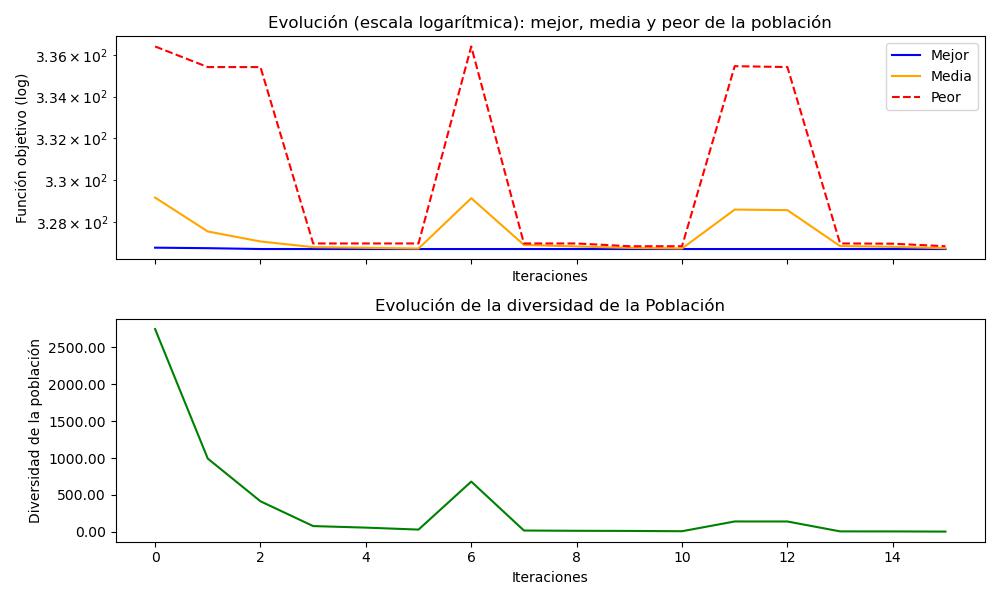 Evolución (escala logarítmica): mejor, media y peor de la población
Función objetivo (log)
3.36 × 10²
3.34 × 10²
3.32 × 10²
3.3 × 10²
3.28 × 10²
Mejor
Media
Peor
Iteraciones
Evolución de la diversidad de la Población
Diversidad de la población
2500.00
2000.00
1500.00
1000.00
500.00
0.00
0 2 4 6 8 10 12 14
Iteraciones